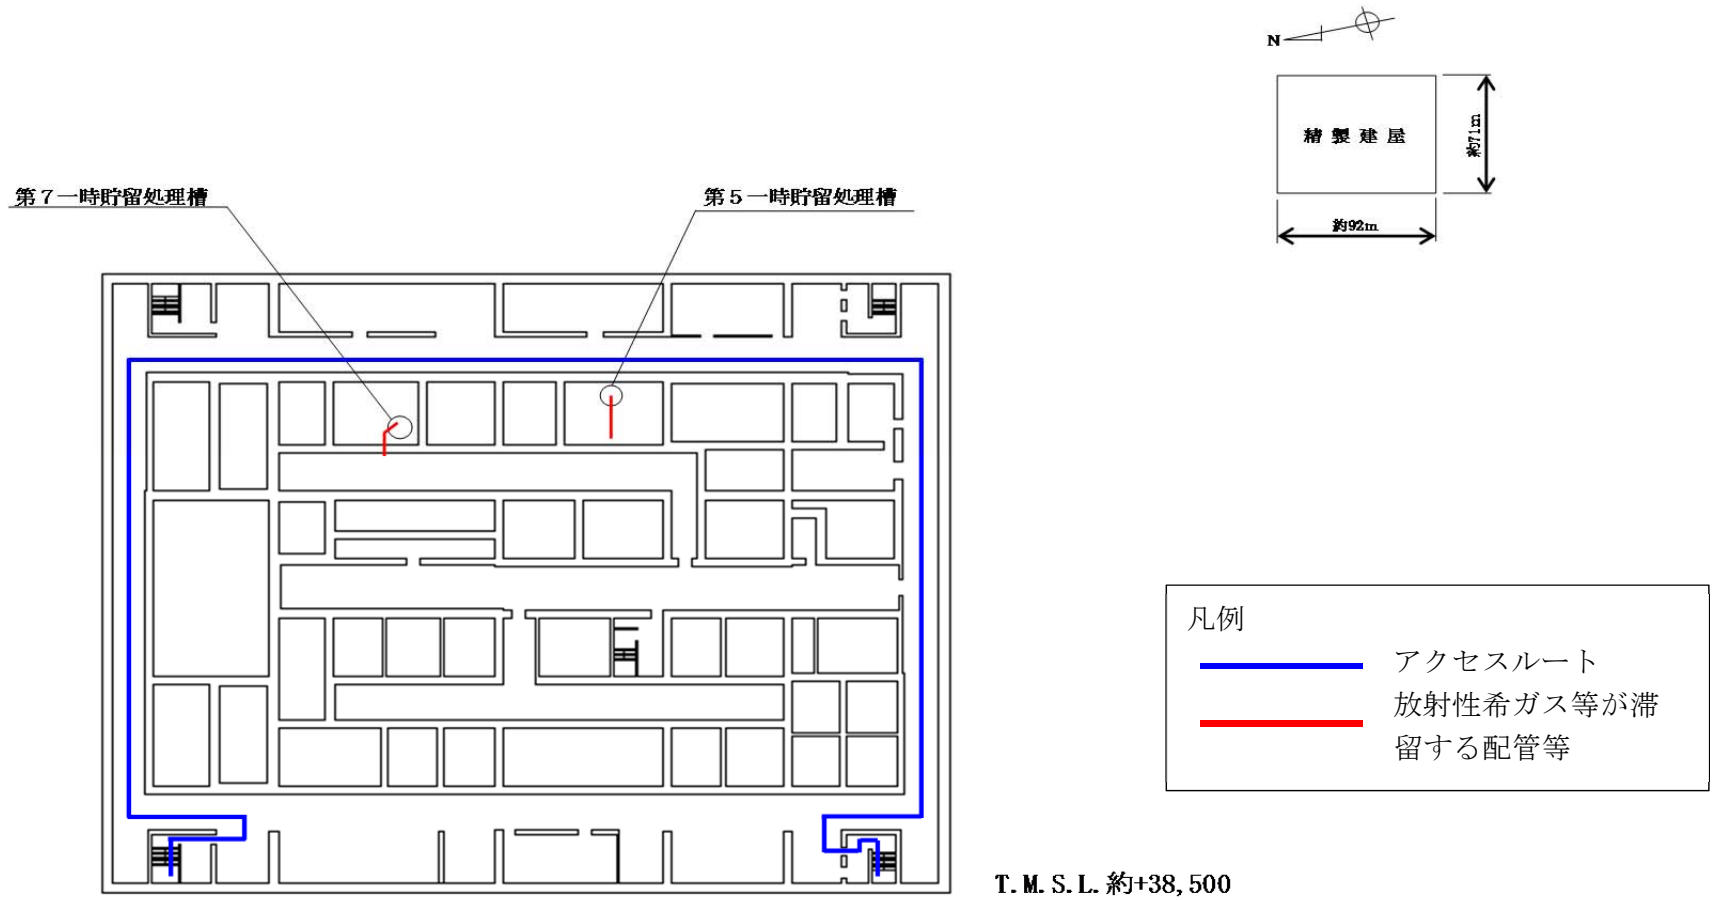 N
精製建屋
約71m
約92m
第7一時貯留処理槽
第5一時貯留処理槽
凡例
アクセスルート
放射性希ガス等が滞
留する配管等
T.M.S.L.約+38,500